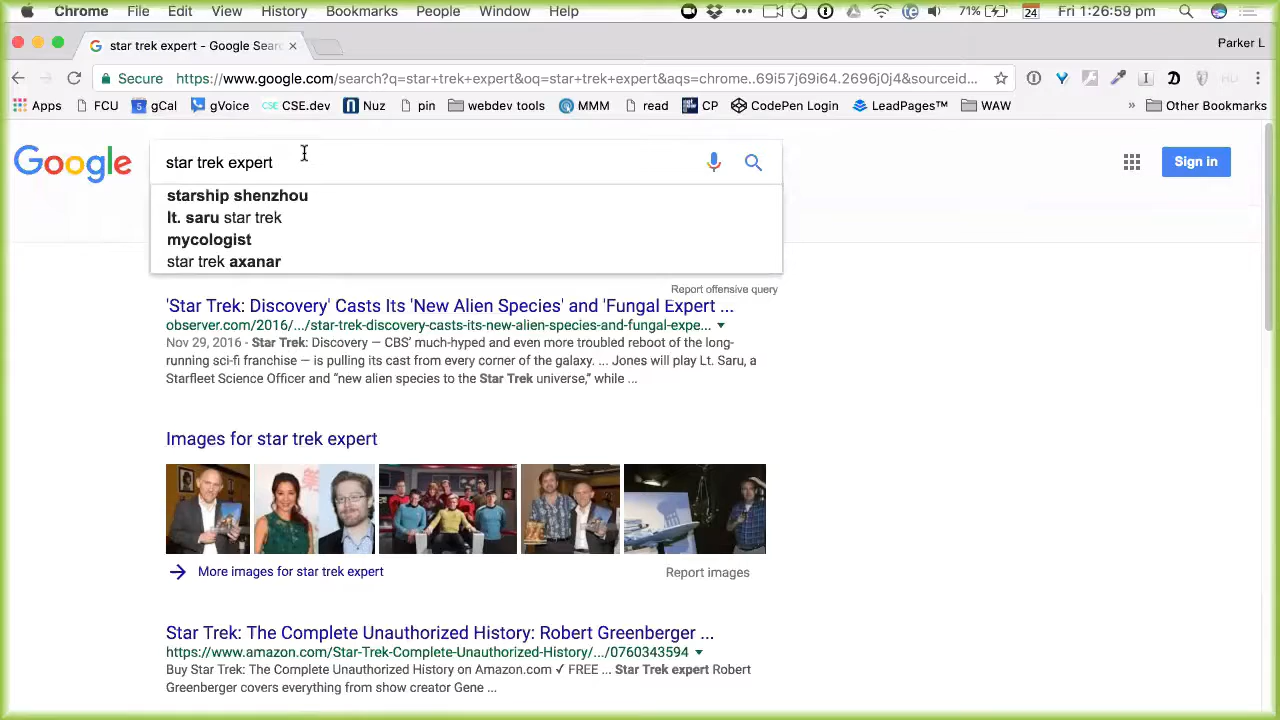 Chrome File Edit View History Bookmarks People Window Help 71% 24 Fri 1:26:59 pm
star trek expert - Google Searc × Parker L
Secure https://www.google.com/search?q=star+trek+expert&oq=star+trek+expert&aqs=chrome..69i57j69i64.2696j0j4&sourceid...
Apps FCU gCal gVoice CSE CSE.dev Nuz pin webdev tools MMM read CP CodePen Login LeadPages™ WAW » Other Bookmarks
Google star trek expert Sign in
starship shenzhou
lt. saru star trek
mycologist
star trek axanar
Report offensive query
'Star Trek: Discovery' Casts Its 'New Alien Species' and 'Fungal Expert ...
observer.com/2016/.../star-trek-discovery-casts-its-new-alien-species-and-fungal-expe...
Nov 29, 2016 - Star Trek: Discovery — CBS' much-hyped and even more troubled reboot of the long-
running sci-fi franchise — is pulling its cast from every corner of the galaxy. ... Jones will play Lt. Saru, a
Starfleet Science Officer and "new alien species to the Star Trek universe," while ...
Images for star trek expert
More images for star trek expert Report images
Star Trek: The Complete Unauthorized History: Robert Greenberger ...
https://www.amazon.com/Star-Trek-Complete-Unauthorized-History/.../0760343594
Buy Star Trek: The Complete Unauthorized History on Amazon.com ✓ FREE ... Star Trek expert Robert
Greenberger covers everything from show creator Gene ...